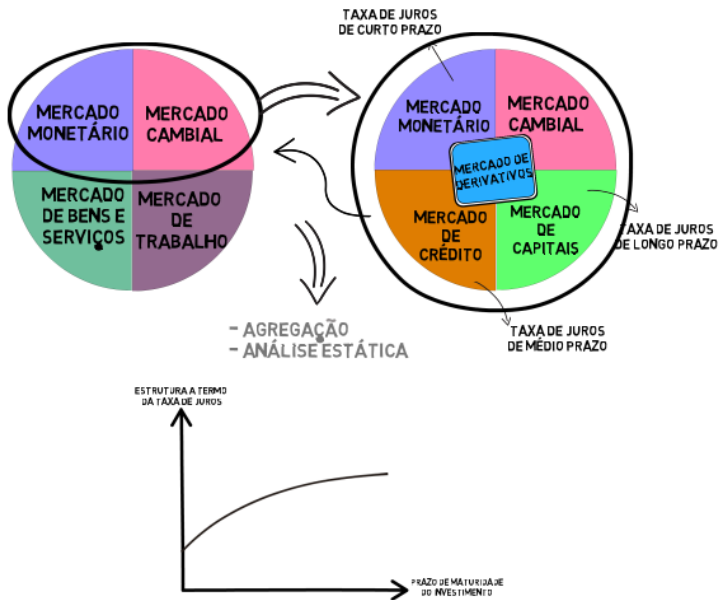 TAXA DE JUROS
DE CURTO PRAZO
MERCADO
MONETÁRIO
MERCADO
CAMBIAL
MERCADO
DE BENS E
SERVIÇOS
MERCADO
DE
TRABALHO
MERCADO
MONETÁRIO
MERCADO
CAMBIAL
MERCADO DE
DERIVATIVOS
MERCADO
DE
CRÉDITO
MERCADO
DE
CAPITAIS
TAXA DE JUROS
DE LONGO PRAZO
TAXA DE JUROS
DE MÉDIO PRAZO
- AGREGAÇÃO
- ANÁLISE ESTÁTICA
ESTRUTURA A TERMO
DA TAXA DE JUROS
PRAZO DE MATURIDADE
DO INVESTIMENTO